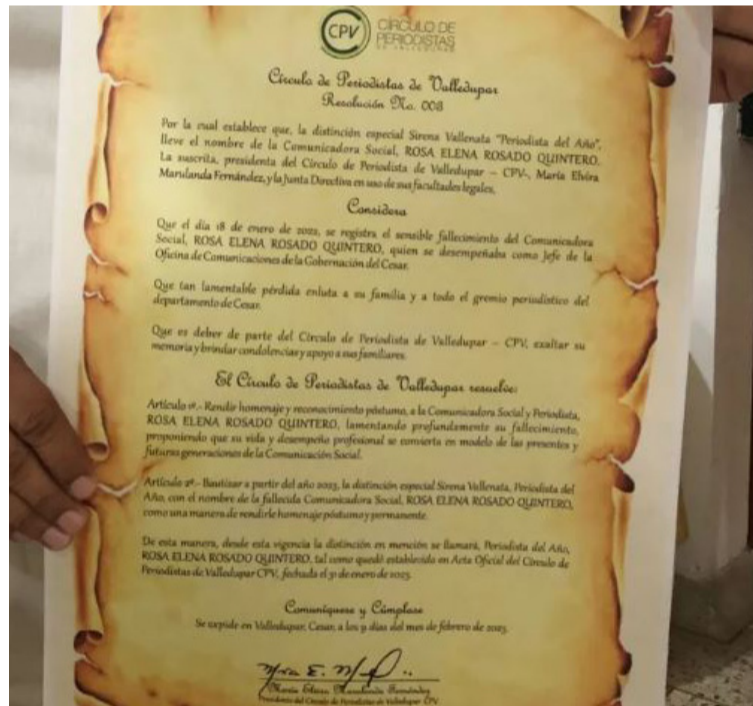 CPV
CÍRCULO DE
PERIODISTAS
DE VALLEDUPAR
Círculo de Periodistas de Valledupar
Resolución No. 003
Por la cual establece que, la distinción especial Sirena Vallenata "Periodista del Año",
lleve el nombre de la Comunicadora Social, ROSA ELENA ROSADO QUINTERO.
La suscrita, presidenta del Círculo de Periodista de Valledupar – CPV-, María Elvira
Marulanda Fernández, y la Junta Directiva en uso de sus facultades legales,
Considera
Que el día 18 de enero de 2022, se registra el sensible fallecimiento del Comunicadora
Social, ROSA ELENA ROSADO QUINTERO, quien se desempeñaba como Jefe de la
Oficina de Comunicaciones de la Gobernación del Cesar.
Que tan lamentable pérdida enluta a su familia y a todo el gremio periodístico del
departamento de Cesar.
Que es deber de parte del Círculo de Periodista de Valledupar – CPV, exaltar su
memoria y brindar condolencias y apoyo a sus familiares.
El Círculo de Periodistas de Valledupar resuelve:
Artículo 1º.- Rendir homenaje y reconocimiento póstumo, a la Comunicadora Social y Periodista,
ROSA ELENA ROSADO QUINTERO, lamentando profundamente su fallecimiento,
proponiendo que su vida y desempeño profesional se convierta en modelo de las presentes y
futuras generaciones de la Comunicación Social.
Artículo 2º.- Bautizar a partir del año 2023, la distinción especial Sirena Vallenata, Periodista del
Año, con el nombre de la fallecida Comunicadora Social, ROSA ELENA ROSADO QUINTERO,
como una manera de rendirle homenaje póstumo y permanente.
De esta manera, desde esta vigencia la distinción en mención se llamará, Periodista del Año,
ROSA ELENA ROSADO QUINTERO, tal como quedó establecido en Acta Oficial del Círculo de
Periodistas de Valledupar CPV, fechada el 31 de enero de 2023.
Comuníquese y Cúmplase
Se expide en Valledupar, Cesar, a los 9 días del mes de febrero de 2023.
María Elvira Marulanda Fernández
Presidenta del Círculo de Periodistas de Valledupar CPV